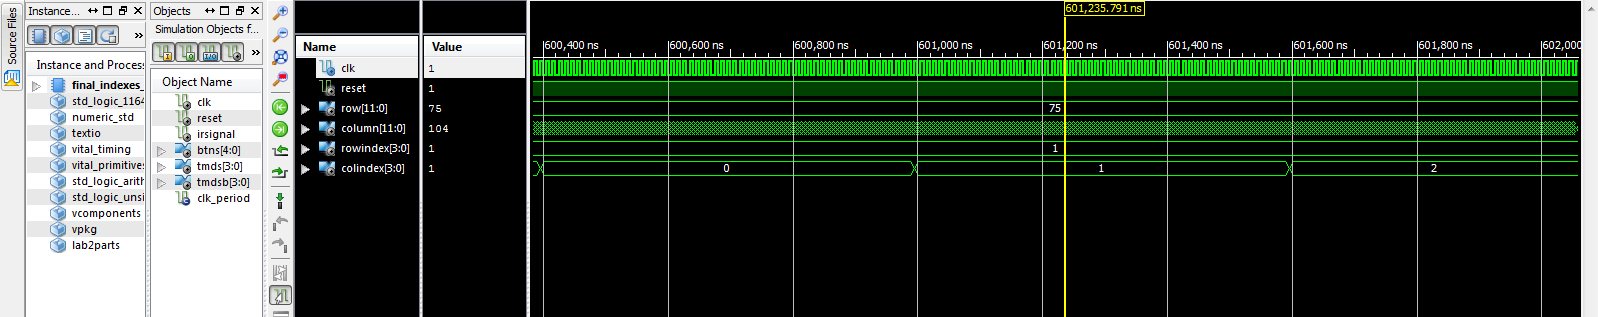 Source Files
Instance...
Instance and Process
final_indexes_
std_logic_1164
numeric_std
textio
vital_timing
vital_primitives
std_logic_arith
std_logic_unsi
vcomponents
vpkg
lab2parts
Objects
Simulation Objects f...
Object Name
clk
reset
irsignal
btns[4:0]
tmds[3:0]
tmdsb[3:0]
clk_period
Name Value
clk 1
reset 1
row[11:0] 75
column[11:0] 104
rowindex[3:0] 1
colindex[3:0] 1
601,235.791 ns
600,400 ns 600,600 ns 600,800 ns 601,000 ns 601,200 ns 601,400 ns 601,600 ns 601,800 ns 602,000
75
1
0 1 2